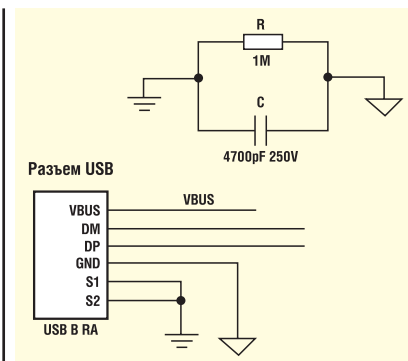 R
1M
C
4700pF 250V
Разъем USB
VBUS
VBUS
DM
DP
GND
S1
S2
USB B RA